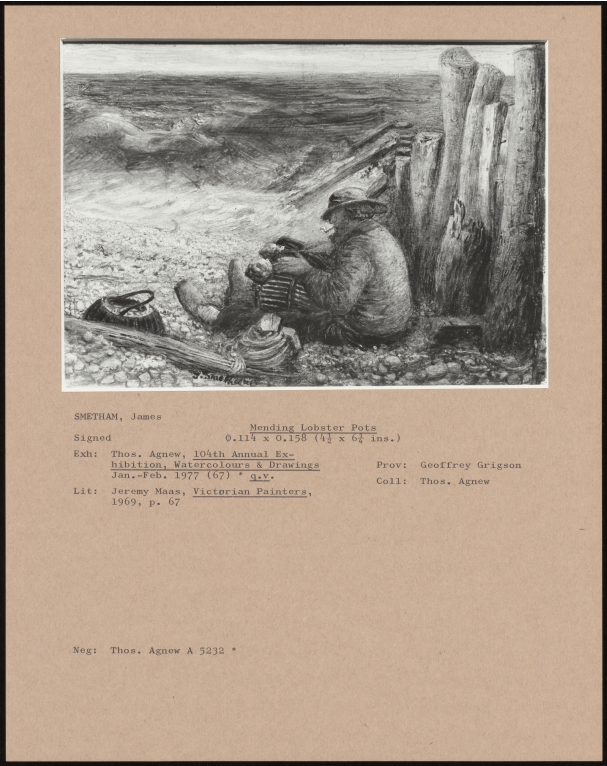 SMETHAM, James
Mending Lobster Pots
Signed 0.114 x 0.158 (4½ x 6¼ ins.)
Exh: Thos. Agnew, 104th Annual Ex-
hibition, Watercolours & Drawings
Jan.-Feb. 1977 (67) * q.v.
Prov: Geoffrey Grigson
Coll: Thos. Agnew
Lit: Jeremy Maas, Victorian Painters,
1969, p. 67
Neg: Thos. Agnew A 5232 *